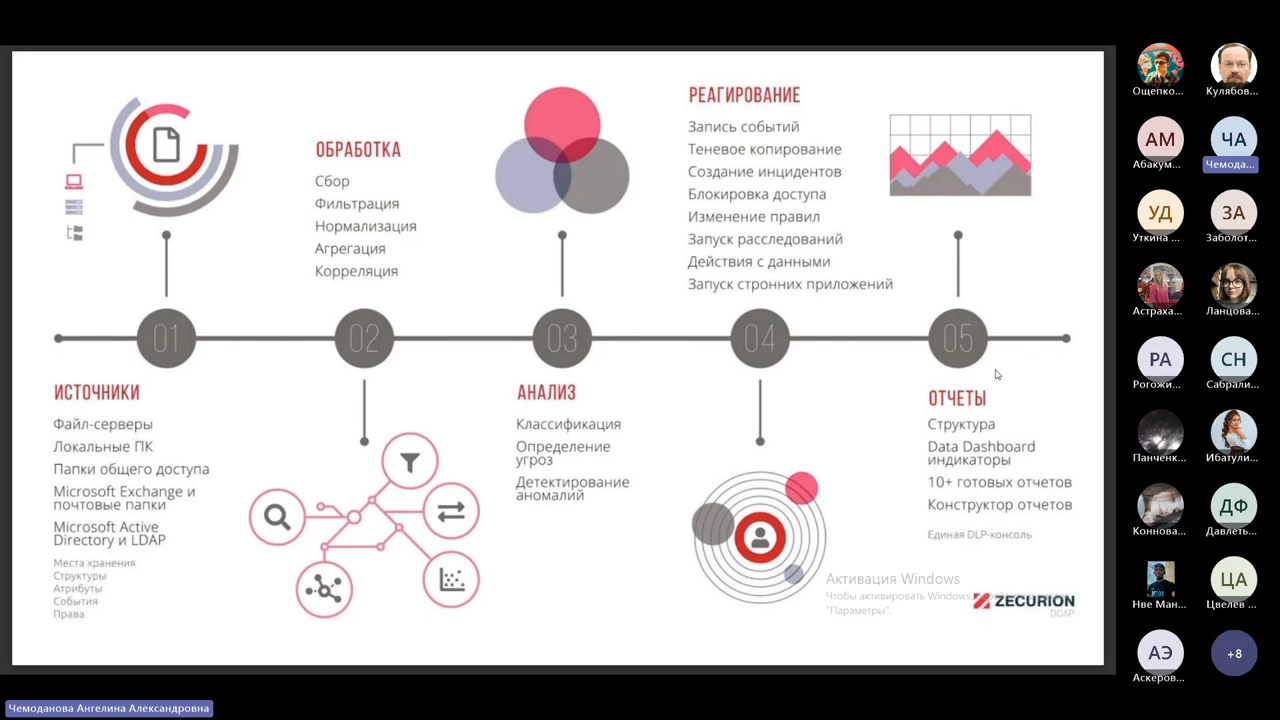 ИСТОЧНИКИ
Файл-серверы
Локальные ПК
Папки общего доступа
Microsoft Exchange и
почтовые папки
Microsoft Active
Directory и LDAP
Места хранения
Структуры
Атрибуты
События
Права
01
ОБРАБОТКА
Сбор
Фильтрация
Нормализация
Агрегация
Корреляция
02
03
АНАЛИЗ
Классификация
Определение
угроз
Детектирование
аномалий
РЕАГИРОВАНИЕ
Запись событий
Теневое копирование
Создание инцидентов
Блокировка доступа
Изменение правил
Запуск расследований
Действия с данными
Запуск стронних приложений
04
05
ОТЧЕТЫ
Структура
Data Dashboard
индикаторы
10+ готовых отчетов
Конструктор отчетов
Единая DLP-консоль
Активация Windows
Чтобы активировать Windows,
"Параметры".
ZECURION
DCAP
Ощепко...
Кулябов...
АМ
Абакум...
ЧА
Чемода...
УД
Уткина ...
ЗА
Заболот...
Астраха...
Ланцова...
РА
Рогожи...
СН
Сабрали...
Панченк...
Ибатули...
Коннова...
ДФ
Давлеть...
Нве Ман...
ЦА
Цвелев ...
АЭ
Аскеров...
+8
Чемоданова Ангелина Александровна